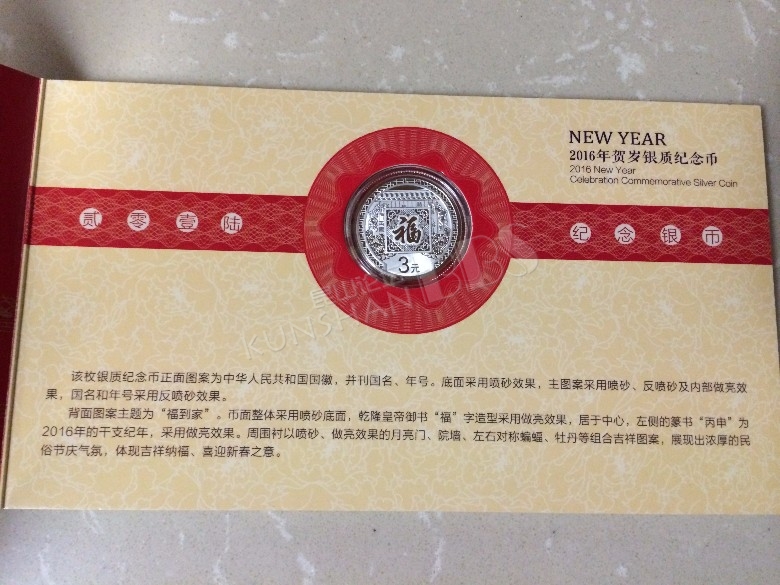 NEW YEAR
2016年贺岁银质纪念币
2016 New Year
Celebration Commemorative Silver Coin
贰零壹陆
福
3元
纪念银币
昆山论坛
KUNSHAN BBS
该枚银质纪念币正面图案为中华人民共和国国徽，并刊国名、年号。底面采用喷砂效果，主图案采用喷砂、反喷砂及内部做亮效
果，国名和年号采用反喷砂效果。
背面图案主题为“福到家”。币面整体采用喷砂底面，乾隆皇帝御书“福”字造型采用做亮效果，居于中心，左侧的篆书“丙申”为
2016年的干支纪年，采用做亮效果。周围衬以喷砂、做亮效果的月亮门、院墙、左右对称蝙蝠、牡丹等组合吉祥图案，展现出浓厚的民
俗节庆气氛，体现吉祥纳福、喜迎新春之意。